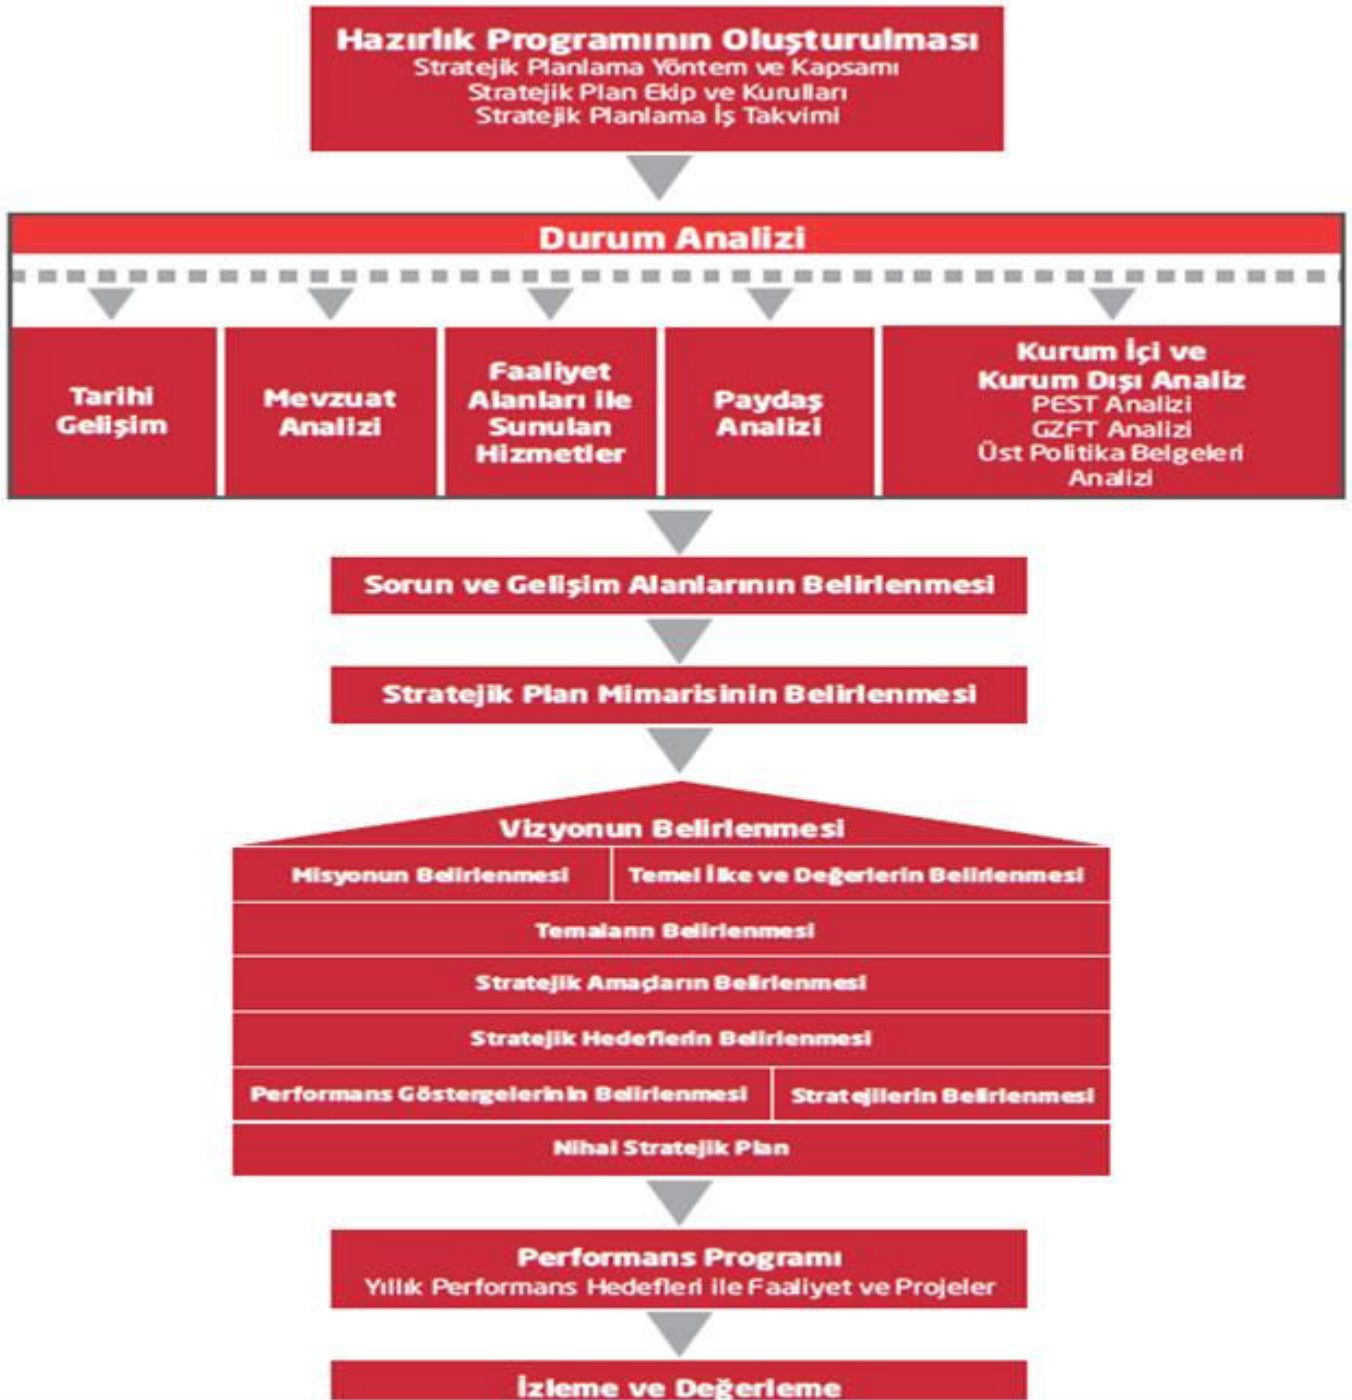 Hazırlık Programının Oluşturulması
Stratejik Planlama Yöntem ve Kapsamı
Stratejik Plan Ekip ve Kurulları
Stratejik Planlama İş Takvimi
Durum Analizi
Tarihi
Gelişim
Mevzuat
Analizi
Faaliyet
Alanları ile
Sunulan
Hizmetler
Paydaş
Analizi
Kurum İçi ve
Kurum Dışı Analiz
PEST Analizi
GZFT Analizi
Üst Politika Belgeleri
Analizi
Sorun ve Gelişim Alanlarının Belirlenmesi
Stratejik Plan Mimarisinin Belirlenmesi
Vizyonun Belirlenmesi
Misyonun Belirlenmesi
Temel İlke ve Değerlerin Belirlenmesi
Temaların Belirlenmesi
Stratejik Amaçların Belirlenmesi
Stratejik Hedeflerin Belirlenmesi
Performans Göstergelerinin Belirlenmesi
Stratejilerin Belirlenmesi
Nihai Stratejik Plan
Performans Programı
Yıllık Performans Hedefleri ile Faaliyet ve Projeler
İzleme ve Değerleme